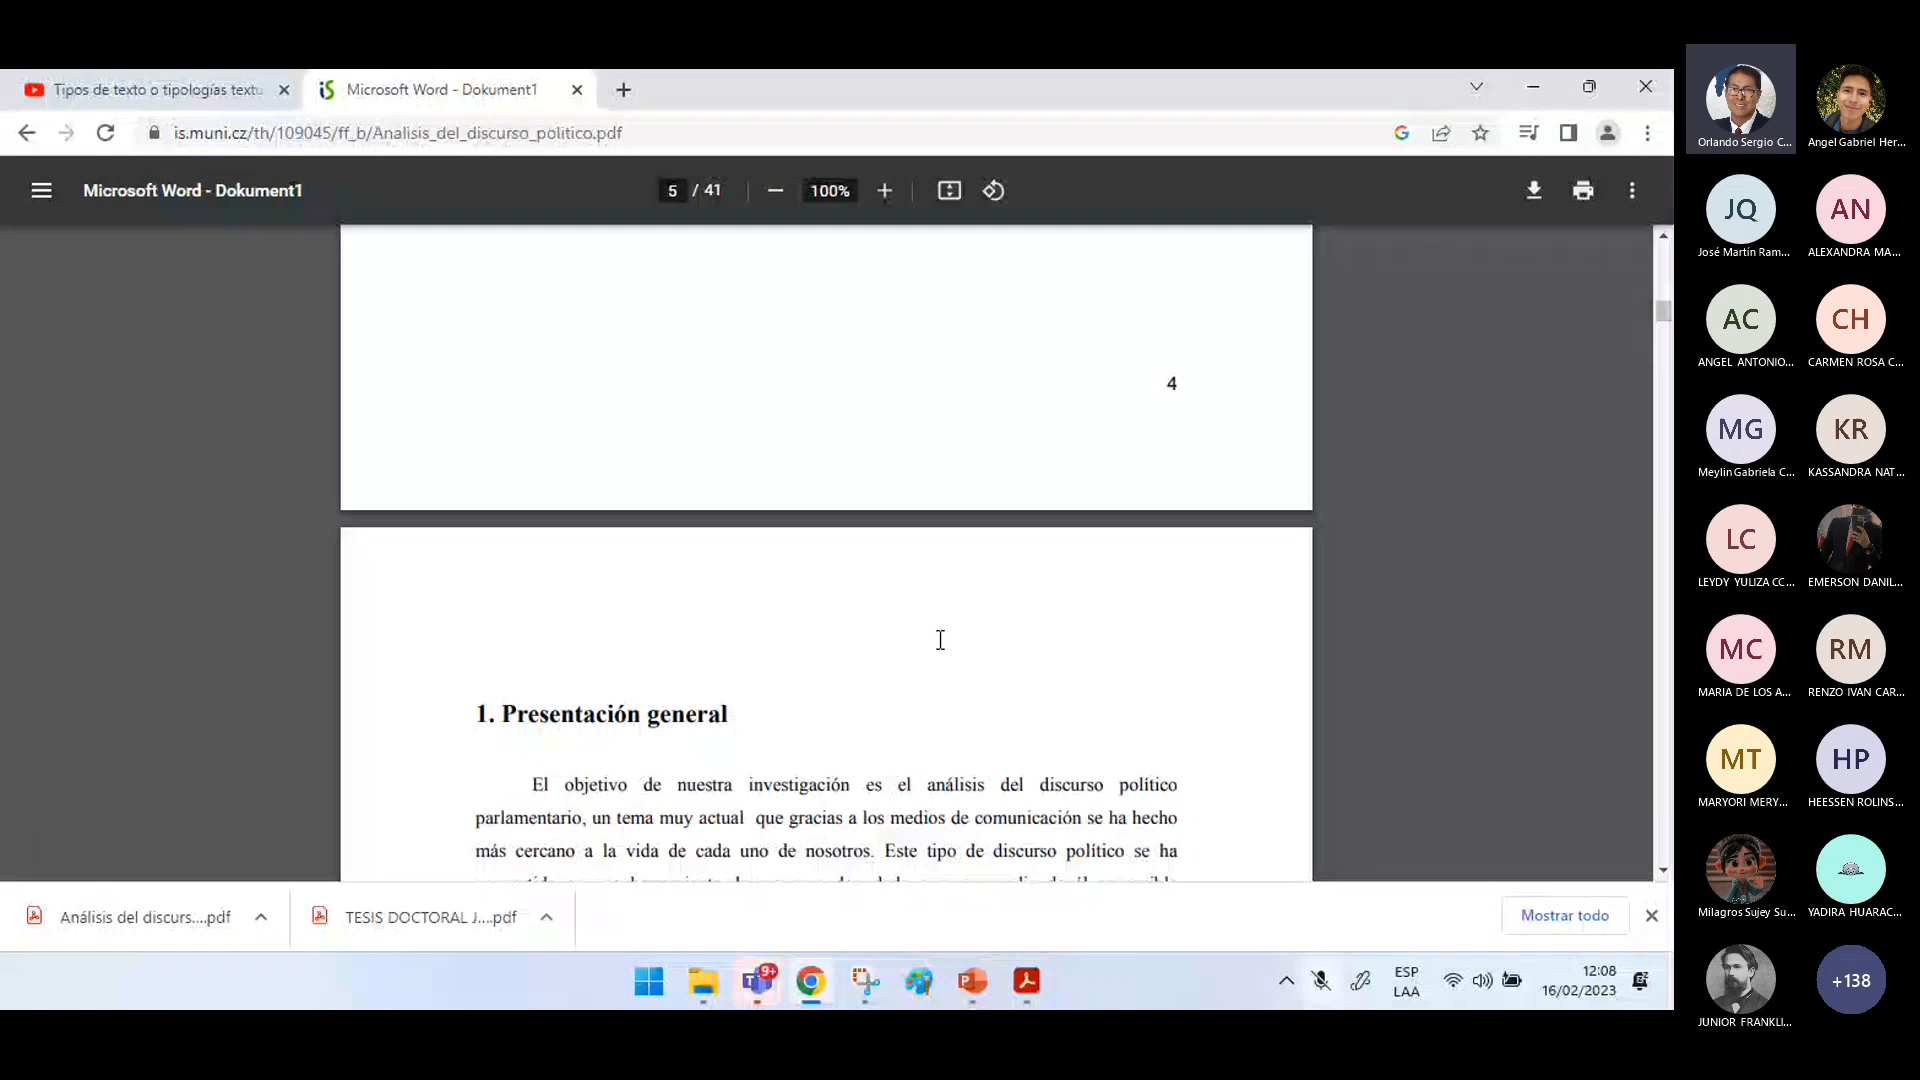 Tipos de texto o tipologías textu
Microsoft Word - Dokument1
is.muni.cz/th/109045/ff_b/Analisis_del_discurso_politico.pdf
Microsoft Word - Dokument1
5 / 41
100%
4
1. Presentación general
El objetivo de nuestra investigación es el análisis del discurso político
parlamentario, un tema muy actual que gracias a los medios de comunicación se ha hecho
más cercano a la vida de cada uno de nosotros. Este tipo de discurso político se ha
Análisis del discurs....pdf
TESIS DOCTORAL J....pdf
Mostrar todo
9+
ESP
LAA
12:08
16/02/2023
Orlando Sergio C...
Angel Gabriel Her...
JQ
José Martín Ram...
AN
ALEXANDRA MA...
AC
ANGEL ANTONIO...
CH
CARMEN ROSA C...
MG
Meylin Gabriela C...
KR
KASSANDRA NAT...
LC
LEYDY YULIZA CC...
EMERSON DANIL...
MC
MARIA DE LOS A...
RM
RENZO IVAN CAR...
MT
MARYORI MERY...
HP
HEESSEN ROLINS...
Milagros Sujey Su...
YADIRA HUARAC...
JUNIOR FRANKLI...
+138